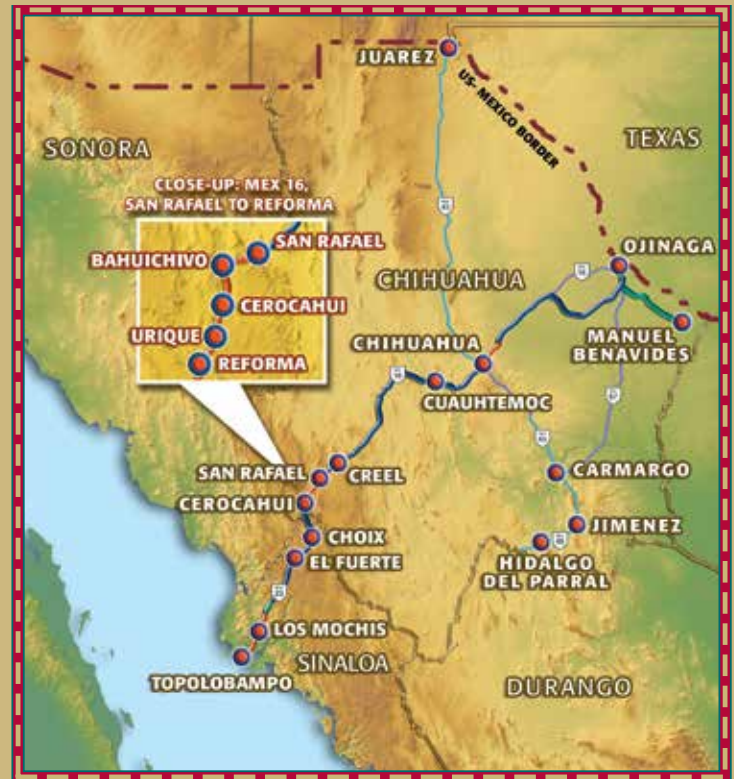 JUAREZ
US- MEXICO BORDER
TEXAS
SONORA
CLOSE-UP: MEX 16,
SAN RAFAEL TO REFORMA
SAN RAFAEL
BAHUICHIVO
CEROCAHUI
URIQUE
REFORMA
OJINAGA
CHIHUAHUA
MANUEL
BENAVIDES
CHIHUAHUA
CUAUHTEMOC
SAN RAFAEL
CREEL
CARMARGO
CEROCAHUI
JIMENEZ
CHOIX
EL FUERTE
HIDALGO
DEL PARRAL
LOS MOCHIS
SINALOA
TOPOLOBAMPO
DURANGO